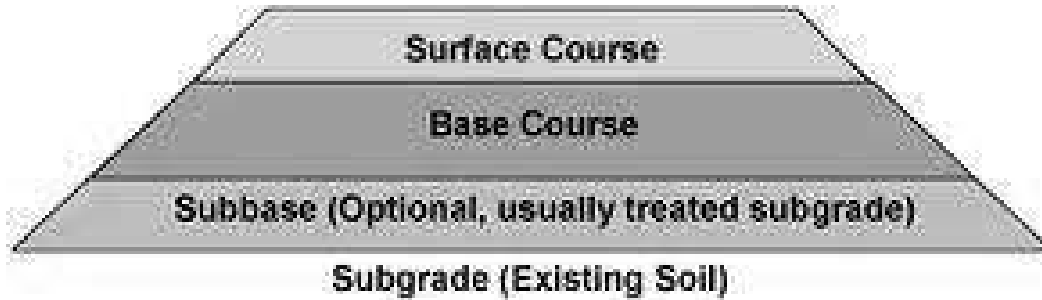 Surface Course
Base Course
Subbase (Optional, usually treated subgrade)
Subgrade (Existing Soil)